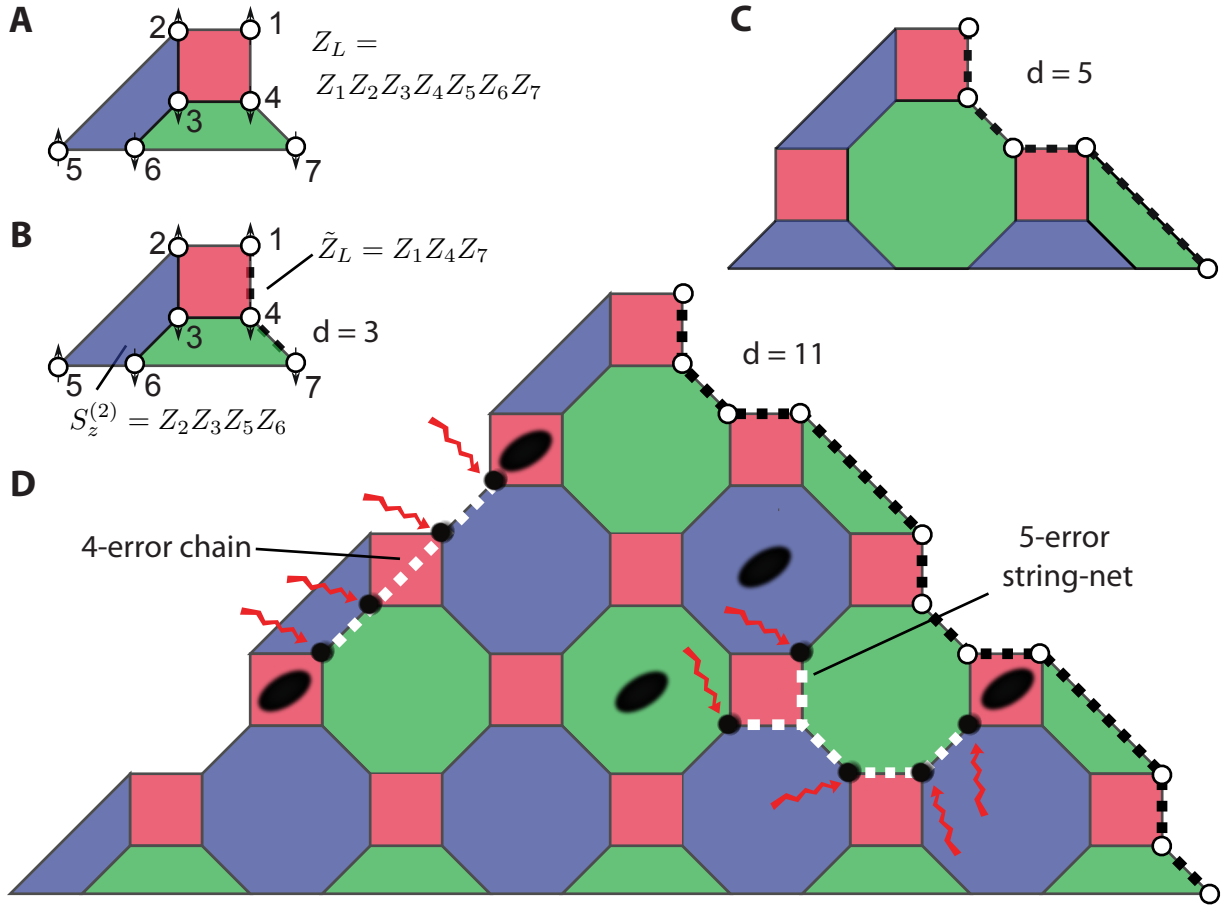 A
2
1
3
4
5
6
7
Z_L =
Z_1Z_2Z_3Z_4Z_5Z_6Z_7
B
2
1
3
4
5
6
7
Z̃_L = Z_1Z_4Z_7
d = 3
S_z^{(2)} = Z_2Z_3Z_5Z_6
C
d = 5
D
d = 11
4-error chain
5-error
string-net